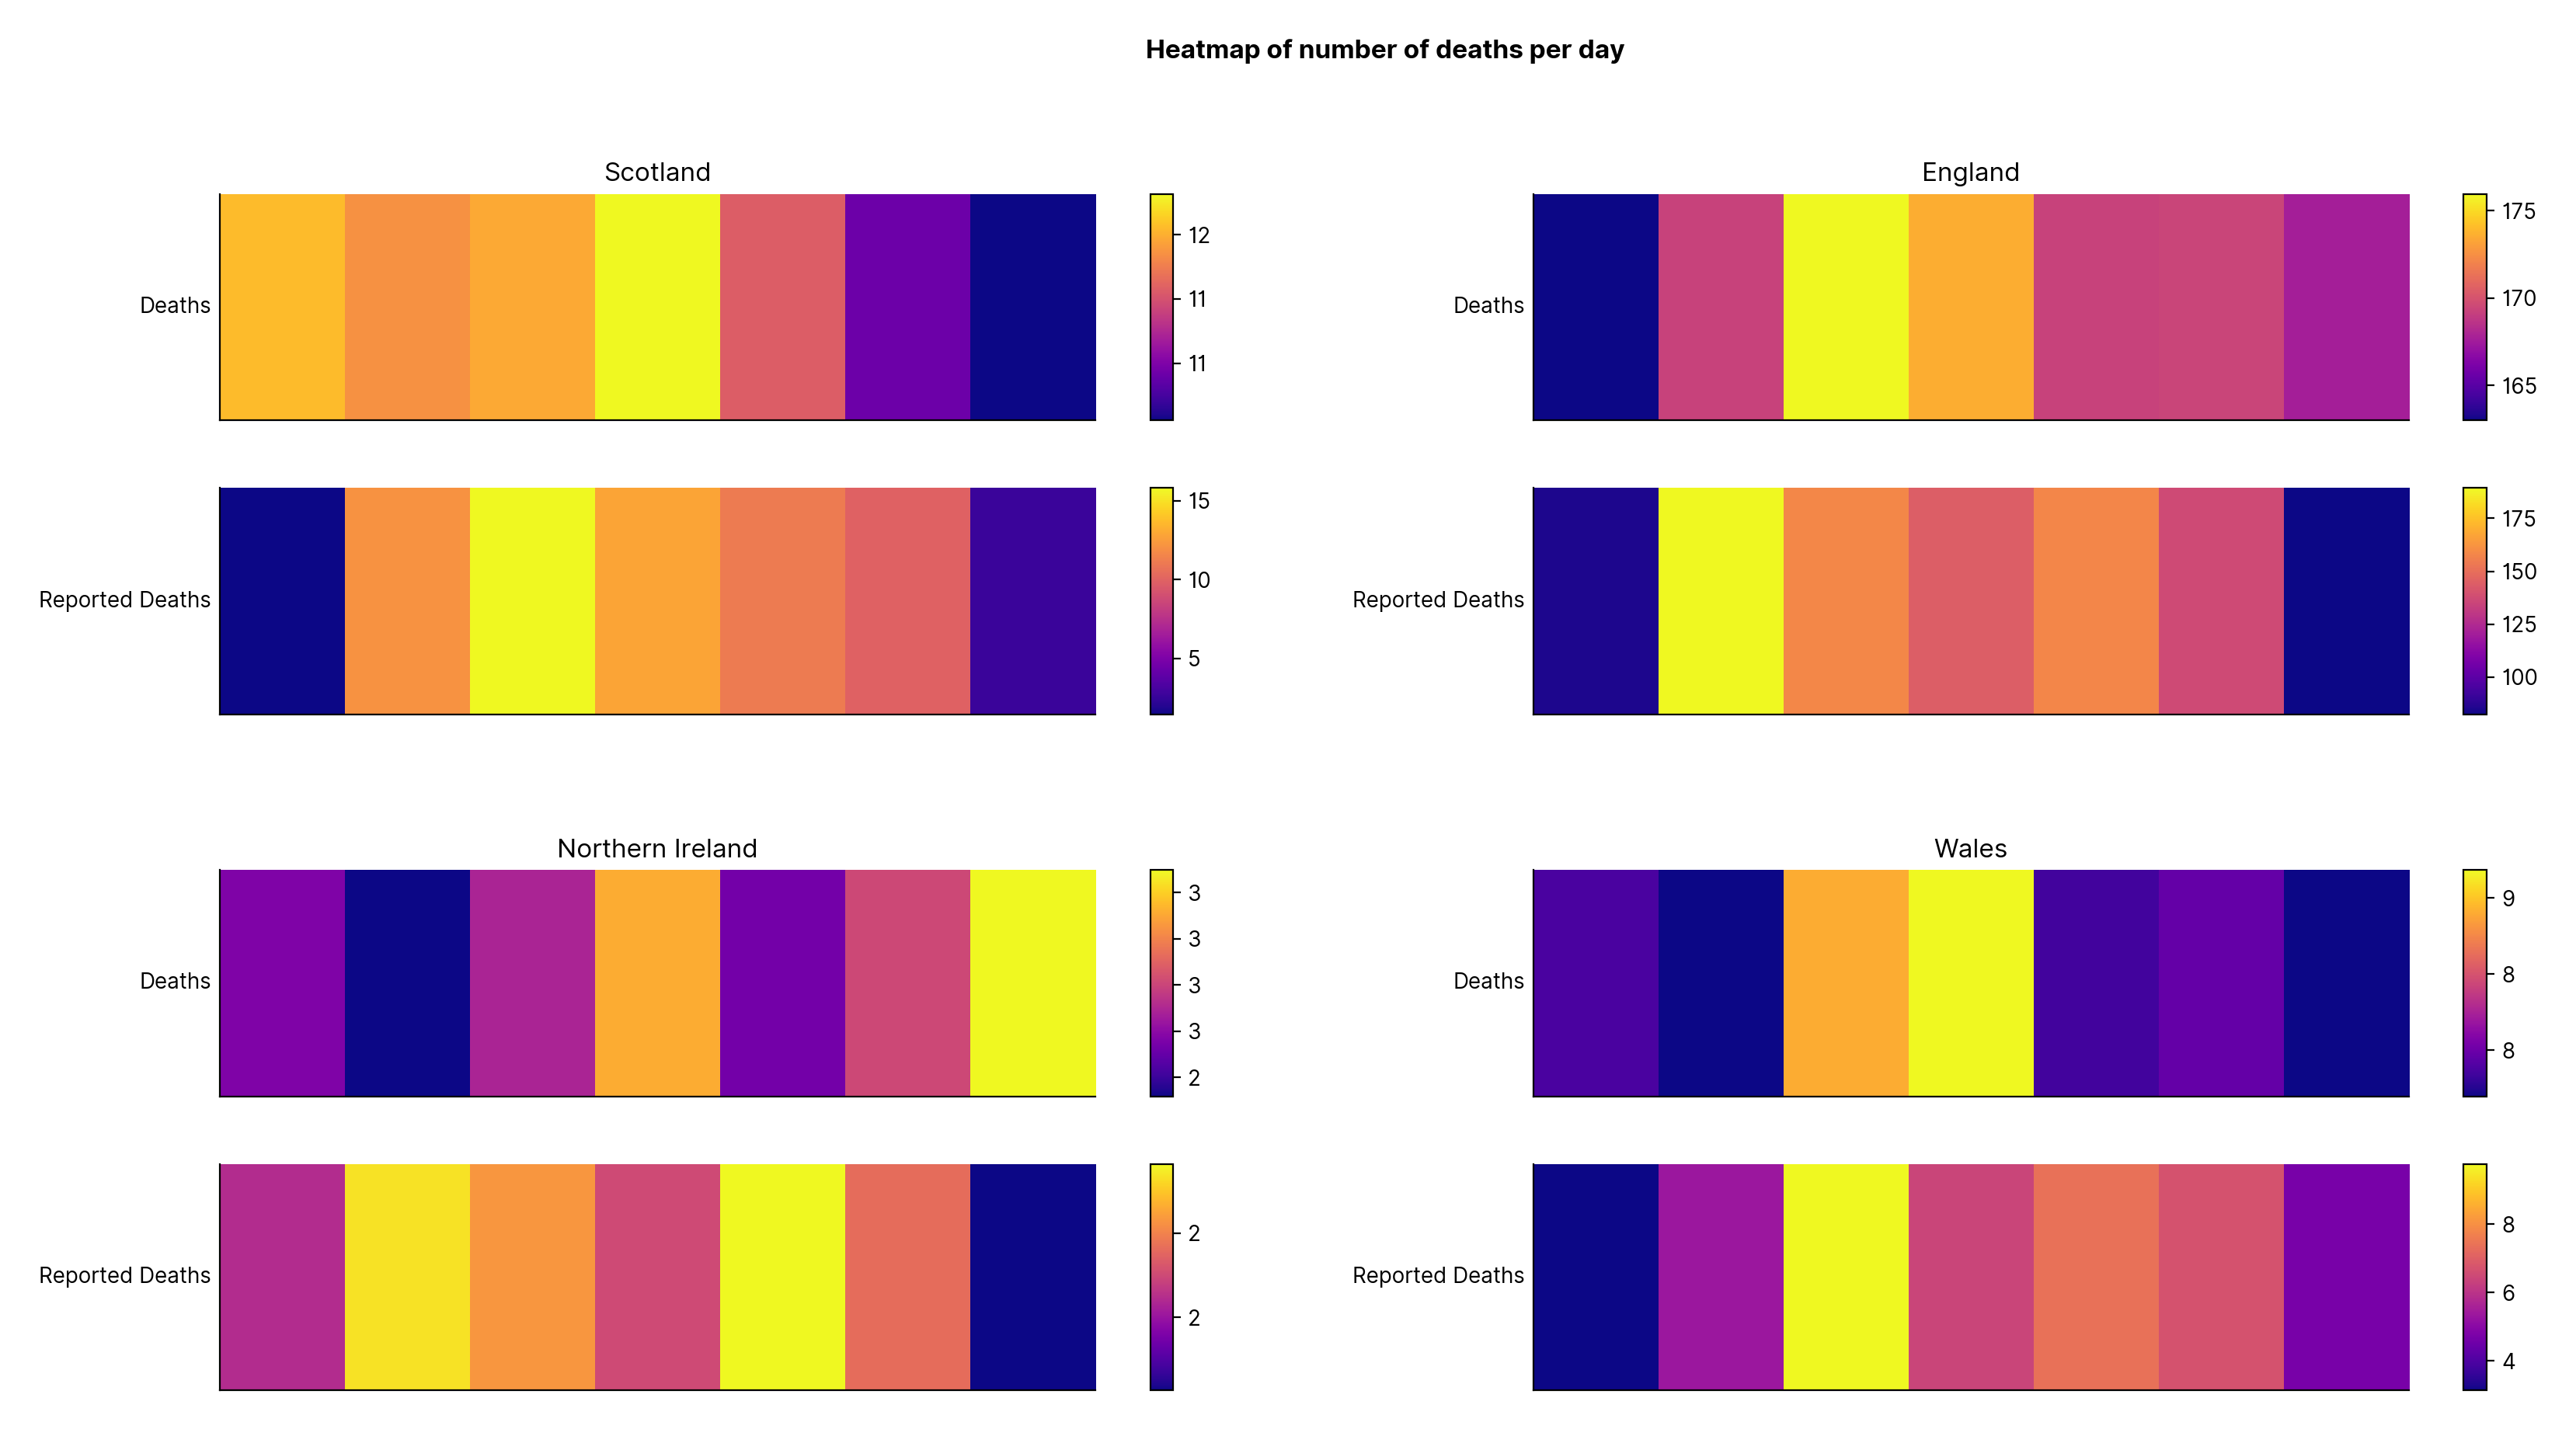 Heatmap of number of deaths per day
Scotland
Deaths
12
11
11
Reported Deaths
15
10
5
England
Deaths
175
170
165
Reported Deaths
175
150
125
100
Northern Ireland
Deaths
3
3
3
3
2
Reported Deaths
2
2
Wales
Deaths
9
8
8
Reported Deaths
8
6
4